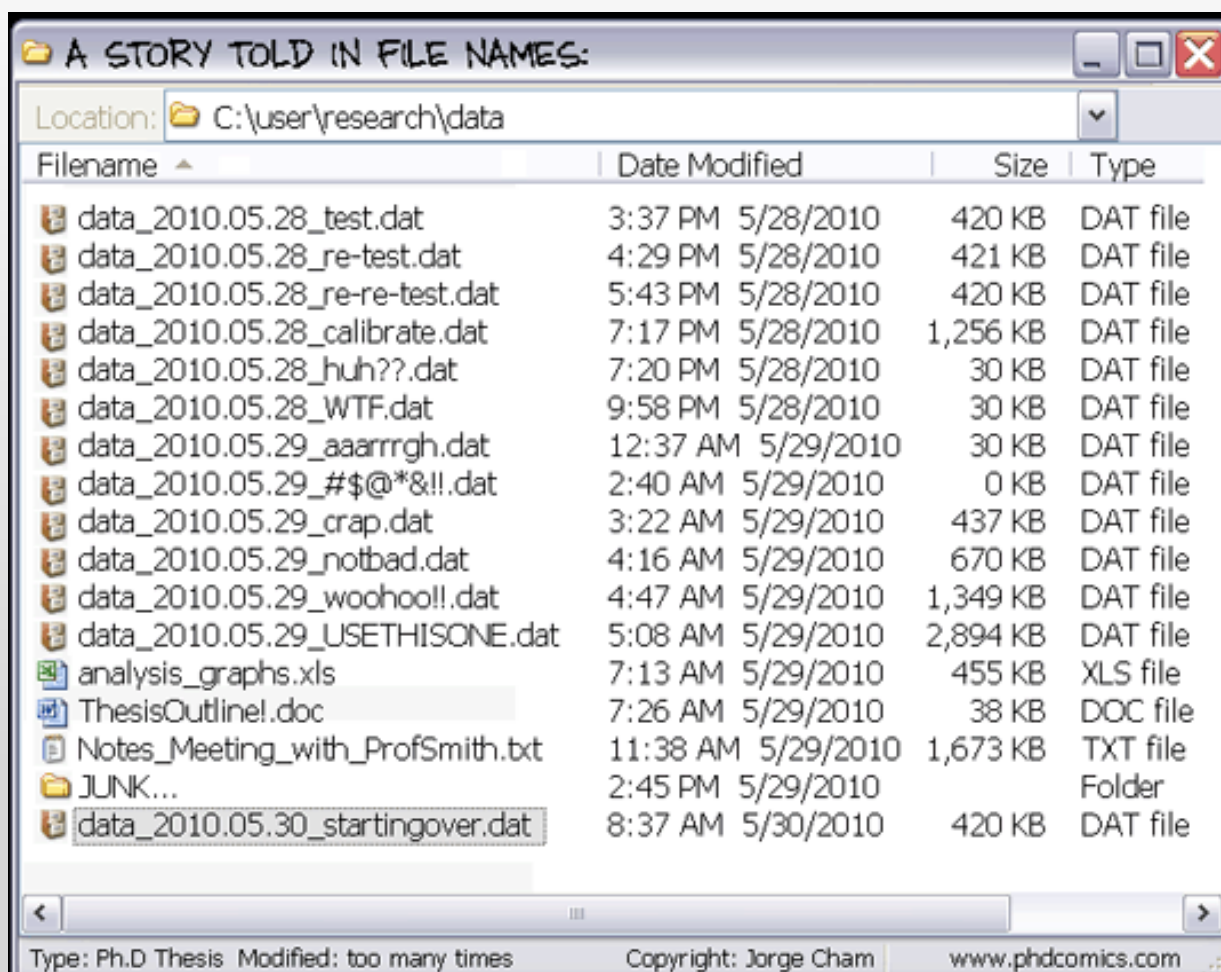 A STORY TOLD IN FILE NAMES:
Location: C:\user\research\data
Filename Date Modified Size Type
data_2010.05.28_test.dat 3:37 PM 5/28/2010 420 KB DAT file
data_2010.05.28_re-test.dat 4:29 PM 5/28/2010 421 KB DAT file
data_2010.05.28_re-re-test.dat 5:43 PM 5/28/2010 420 KB DAT file
data_2010.05.28_calibrate.dat 7:17 PM 5/28/2010 1,256 KB DAT file
data_2010.05.28_huh??.dat 7:20 PM 5/28/2010 30 KB DAT file
data_2010.05.28_WTF.dat 9:58 PM 5/28/2010 30 KB DAT file
data_2010.05.29_aaarrrgh.dat 12:37 AM 5/29/2010 30 KB DAT file
data_2010.05.29_#$@*&!!.dat 2:40 AM 5/29/2010 0 KB DAT file
data_2010.05.29_crap.dat 3:22 AM 5/29/2010 437 KB DAT file
data_2010.05.29_notbad.dat 4:16 AM 5/29/2010 670 KB DAT file
data_2010.05.29_woohoo!!.dat 4:47 AM 5/29/2010 1,349 KB DAT file
data_2010.05.29_USETHISONE.dat 5:08 AM 5/29/2010 2,894 KB DAT file
analysis_graphs.xls 7:13 AM 5/29/2010 455 KB XLS file
ThesisOutline!.doc 7:26 AM 5/29/2010 38 KB DOC file
Notes_Meeting_with_ProfSmith.txt 11:38 AM 5/29/2010 1,673 KB TXT file
JUNK... 2:45 PM 5/29/2010 Folder
data_2010.05.30_startingover.dat 8:37 AM 5/30/2010 420 KB DAT file
Type: Ph.D Thesis Modified: too many times Copyright: Jorge Cham www.phdcomics.com